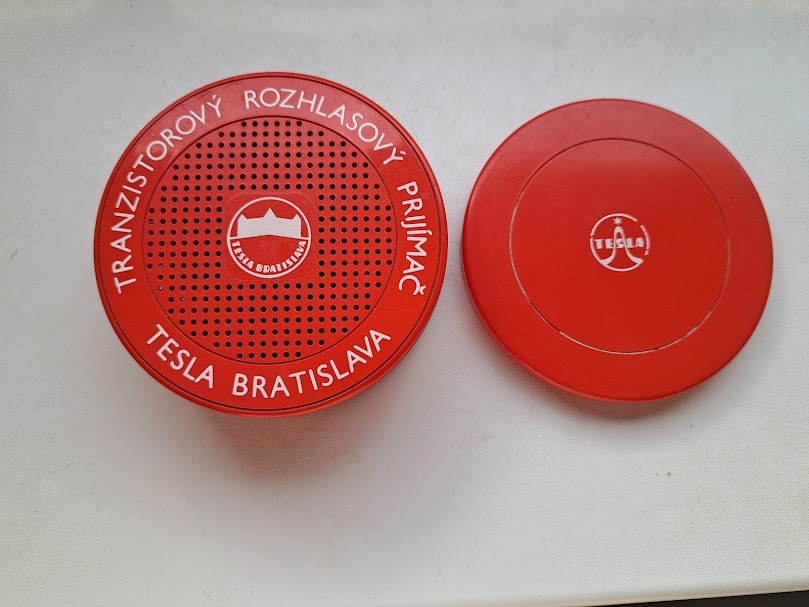 TRANZISTOROVÝ ROZHLASOVÝ PRIJÍMAČ
TESLA BRATISLAVA
TESLA BRATISLAVA
TESLA